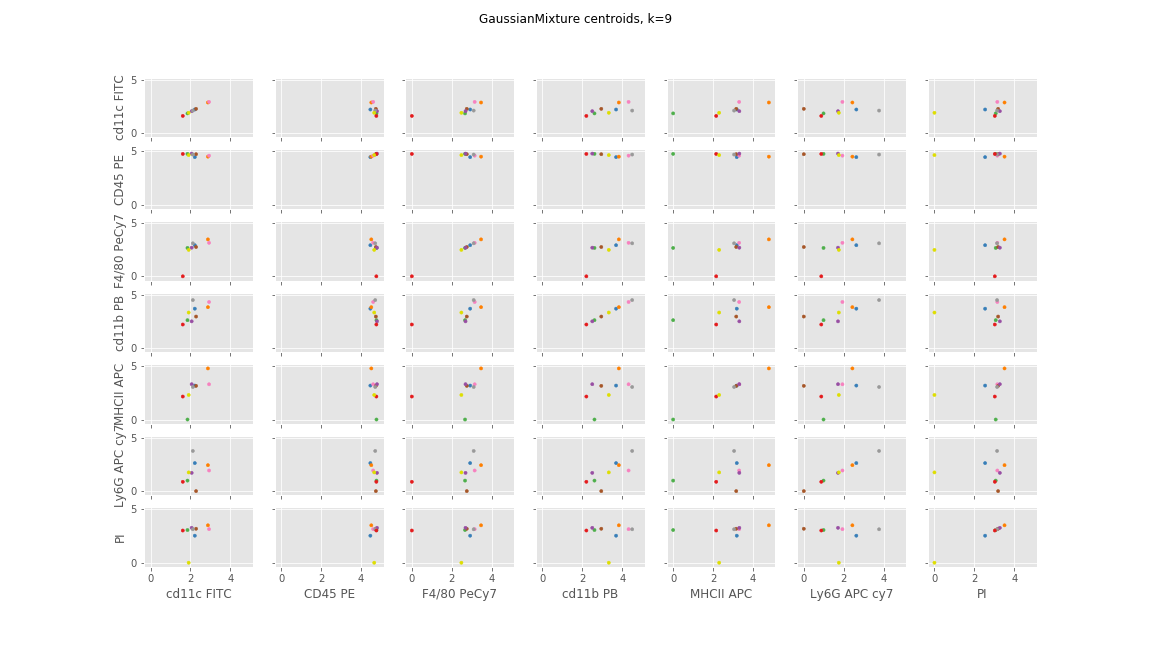 GaussianMixture centroids, k=9
5
0
cd11c FITC
5
0
CD45 PE
5
0
F4/80 PeCy7
5
0
cd11b PB
5
0
MHCII APC
5
0
Ly6G APC cy7
5
0
PI
0 2 4 0 2 4 0 2 4 0 2 4 0 2 4 0 2 4 0 2 4
cd11c FITC CD45 PE F4/80 PeCy7 cd11b PB MHCII APC Ly6G APC cy7 PI